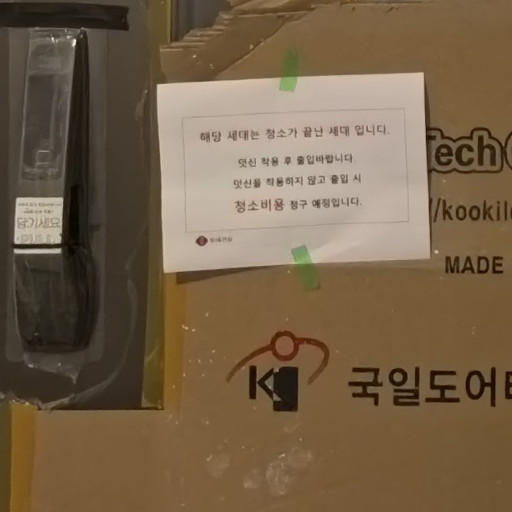 해당 세대는 청소가 끝난 세대 입니다.
덧신 착용 후 출입바랍니다
덧신을 착용하지 않고 출입 시
청소비용 청구 예정입니다.
Tech
//kookil
MADE
국일도어
당기세요